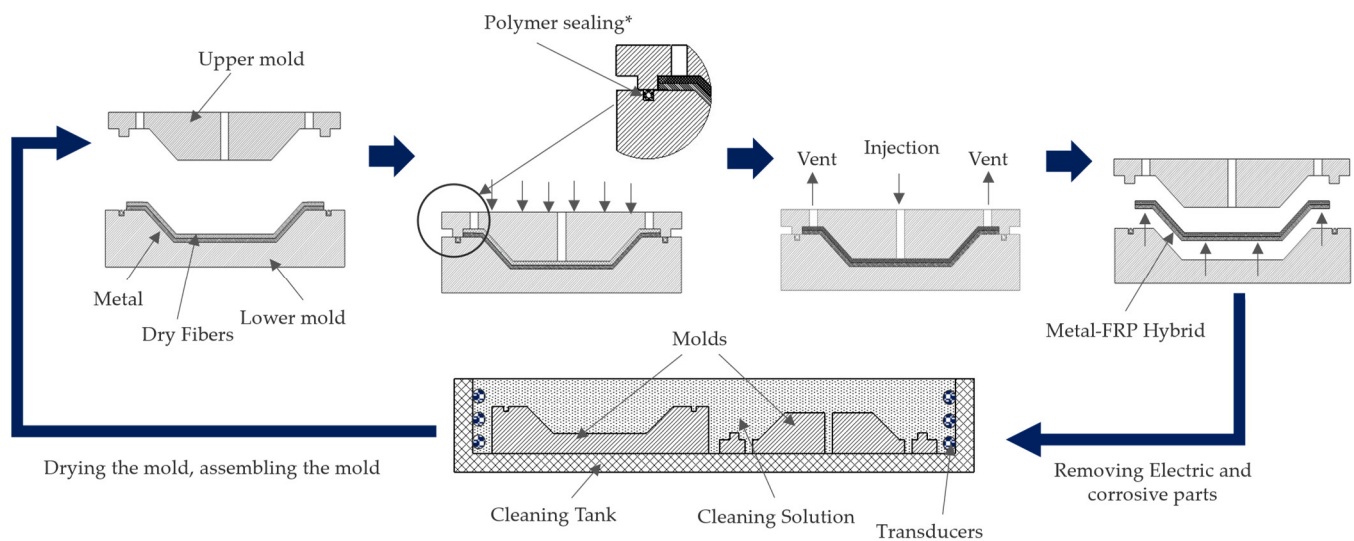 Polymer sealing*
Upper mold
Vent
Injection
Vent
Metal
Dry Fibers
Lower mold
Metal-FRP Hybrid
Molds
Drying the mold, assembling the mold
Removing Electric and
corrosive parts
Cleaning Tank
Cleaning Solution
Transducers